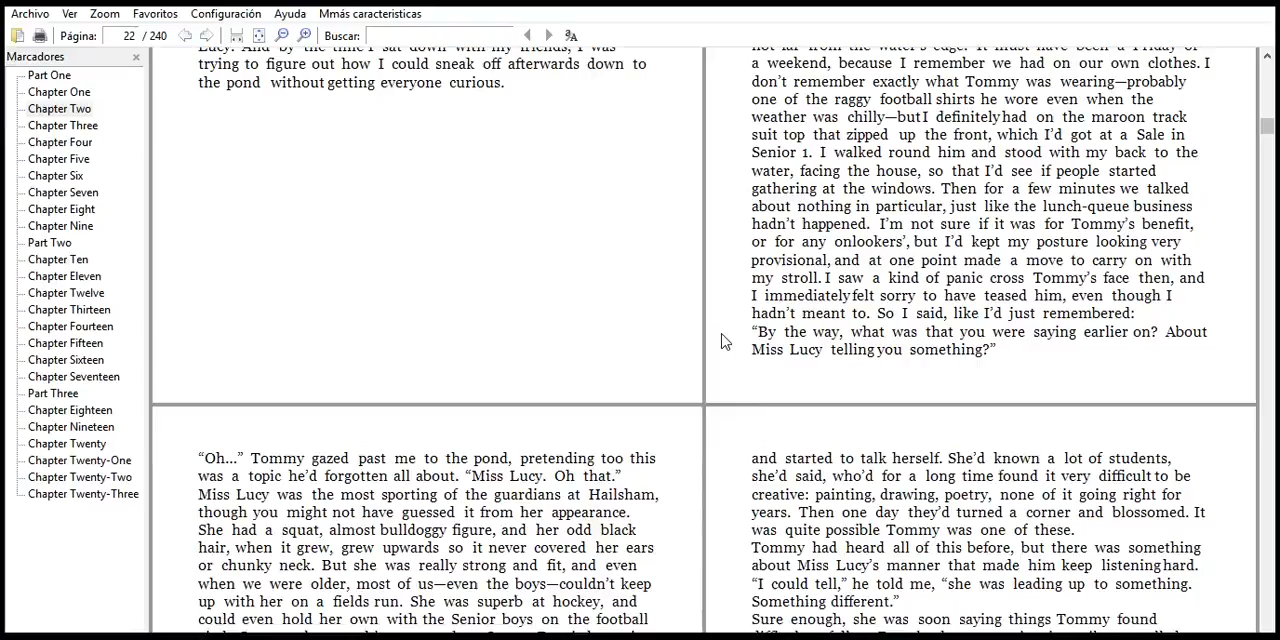 Archivo Ver Zoom Favoritos Configuración Ayuda Mmás caracteristicas
Página: 22 / 240 Buscar:
Marcadores
Part One
Chapter One
Chapter Two
Chapter Three
Chapter Four
Chapter Five
Chapter Six
Chapter Seven
Chapter Eight
Chapter Nine
Part Two
Chapter Ten
Chapter Eleven
Chapter Twelve
Chapter Thirteen
Chapter Fourteen
Chapter Fifteen
Chapter Sixteen
Chapter Seventeen
Part Three
Chapter Eighteen
Chapter Nineteen
Chapter Twenty
Chapter Twenty-One
Chapter Twenty-Two
Chapter Twenty-Three
Lucy. And by the time I sat down with my friends, I was
trying to figure out how I could sneak off afterwards down to
the pond without getting everyone curious.
not far from the water's edge. It must have been a Friday or
a weekend, because I remember we had on our own clothes. I
don’t remember exactly what Tommy was wearing—probably
one of the raggy football shirts he wore even when the
weather was chilly—but I definitely had on the maroon track
suit top that zipped up the front, which I’d got at a Sale in
Senior 1. I walked round him and stood with my back to the
water, facing the house, so that I’d see if people started
gathering at the windows. Then for a few minutes we talked
about nothing in particular, just like the lunch-queue business
hadn’t happened. I’m not sure if it was for Tommy’s benefit,
or for any onlookers’, but I’d kept my posture looking very
provisional, and at one point made a move to carry on with
my stroll. I saw a kind of panic cross Tommy’s face then, and
I immediately felt sorry to have teased him, even though I
hadn’t meant to. So I said, like I’d just remembered:
“By the way, what was that you were saying earlier on? About
Miss Lucy telling you something?”
“Oh...” Tommy gazed past me to the pond, pretending too this
was a topic he’d forgotten all about. “Miss Lucy. Oh that.”
Miss Lucy was the most sporting of the guardians at Hailsham,
though you might not have guessed it from her appearance.
She had a squat, almost bulldoggy figure, and her odd black
hair, when it grew, grew upwards so it never covered her ears
or chunky neck. But she was really strong and fit, and even
when we were older, most of us—even the boys—couldn’t keep
up with her on a fields run. She was superb at hockey, and
could even hold her own with the Senior boys on the football
and started to talk herself. She’d known a lot of students,
she’d said, who’d for a long time found it very difficult to be
creative: painting, drawing, poetry, none of it going right for
years. Then one day they’d turned a corner and blossomed. It
was quite possible Tommy was one of these.
Tommy had heard all of this before, but there was something
about Miss Lucy’s manner that made him keep listening hard.
“I could tell,” he told me, “she was leading up to something.
Something different.”
Sure enough, she was soon saying things Tommy found